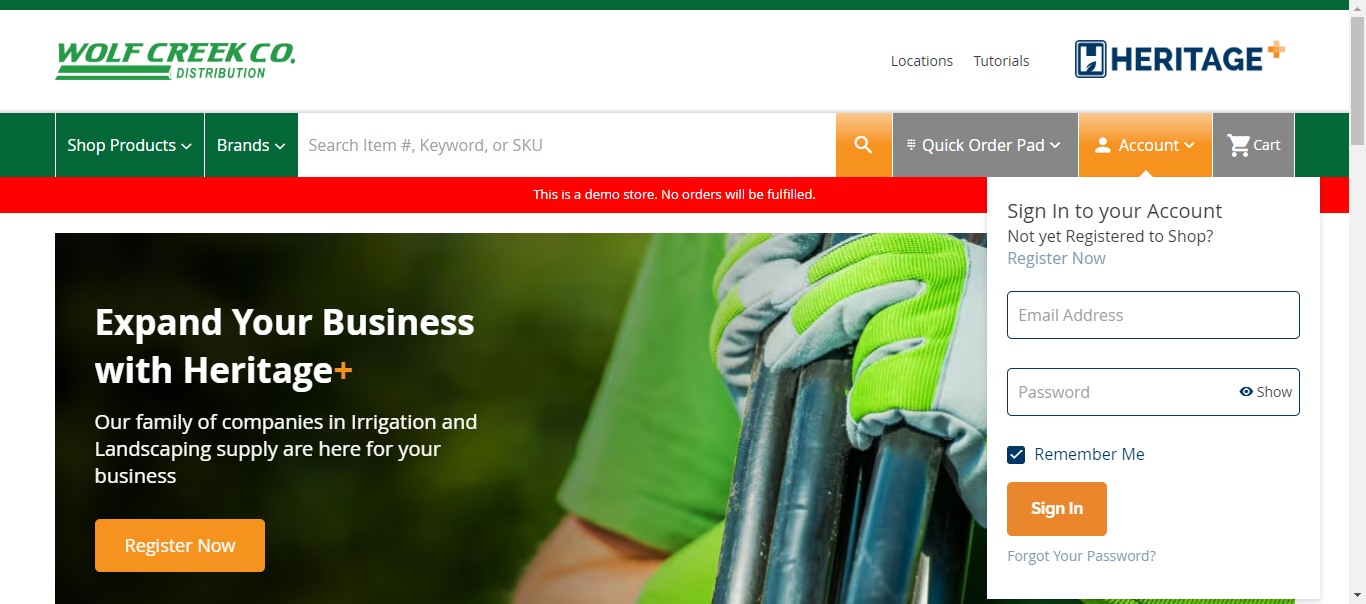 WOLF CREEK CO.
DISTRIBUTION
Locations
Tutorials
HERITAGE+
Shop Products
Brands
Search Item #, Keyword, or SKU
Quick Order Pad
Account
Cart
This is a demo store. No orders will be fulfilled.
Expand Your Business
with Heritage+
Our family of companies in Irrigation and
Landscaping supply are here for your
business
Register Now
Sign In to your Account
Not yet Registered to Shop?
Register Now
Email Address
Password
Show
Remember Me
Sign In
Forgot Your Password?